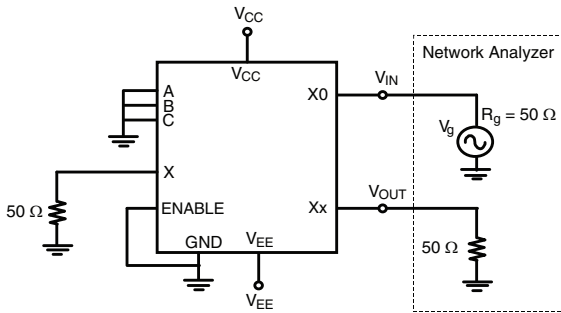 VCC
Network Analyzer
VCC
A
B
C
X0
VIN
Vg
Rg = 50 Ω
X
50 Ω
ENABLE
Xx
VOUT
GND
VEE
50 Ω
VEE